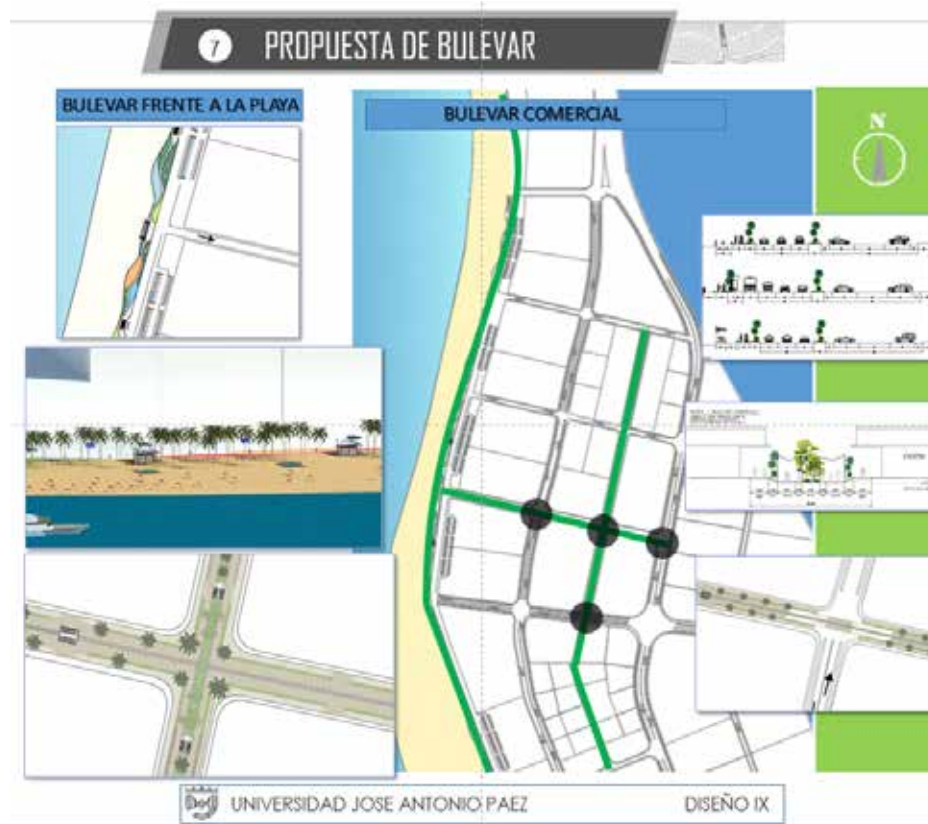 7 PROPUESTA DE BULEVAR
BULEVAR FRENTE A LA PLAYA
BULEVAR COMERCIAL
N
UNIVERSIDAD JOSE ANTONIO PAEZ
DISEÑO IX